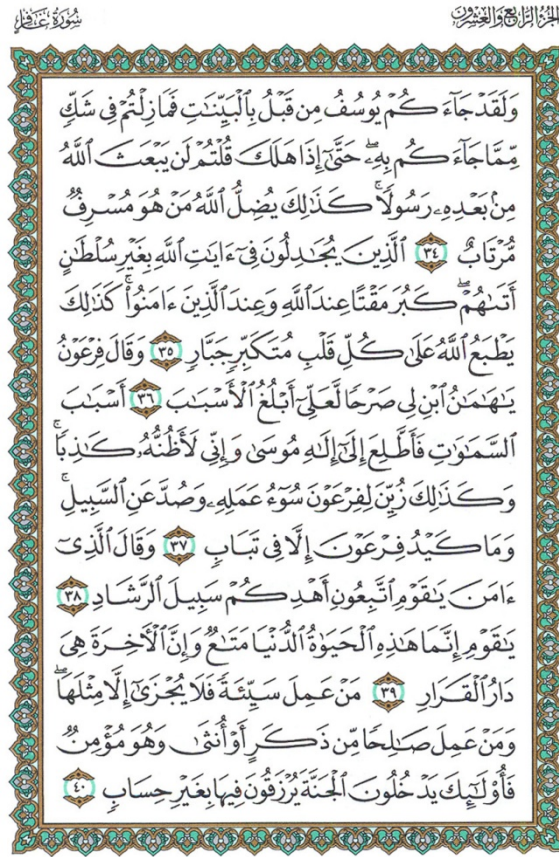 الجزء الرابع والعشرون
سورة غافر
وَلَقَدْ جَآءَكُمْ يُوسُفُ مِن قَبْلُ بِالْبَيِّنَٰتِ فَمَا زِلْتُمْ فِى شَكٍّ
مِّمَّا جَآءَكُم بِهِۦۖ حَتَّىٰٓ إِذَا هَلَكَ قُلْتُمْ لَن يَبْعَثَ ٱللَّهُ
مِنۢ بَعْدِهِۦ رَسُولًاۚ كَذَٰلِكَ يُضِلُّ ٱللَّهُ مَنْ هُوَ مُسْرِفٌ
مُّرْتَابٌ ٣٤ ٱلَّذِينَ يُجَٰدِلُونَ فِىٓ ءَايَٰتِ ٱللَّهِ بِغَيْرِ سُلْطَٰنٍ
أَتَىٰهُمْۖ كَبُرَ مَقْتًا عِندَ ٱللَّهِ وَعِندَ ٱلَّذِينَ ءَامَنُواْۚ كَذَٰلِكَ
يَطْبَعُ ٱللَّهُ عَلَىٰ كُلِّ قَلْبِ مُتَكَبِّرٍ جَبَّارٍ ٣٥ وَقَالَ فِرْعَوْنُ
يَٰهَٰمَٰنُ ٱبْنِ لِى صَرْحًا لَّعَلِّىٓ أَبْلُغُ ٱلْأَسْبَٰبَ ٣٦ أَسْبَٰبَ
ٱلسَّمَٰوَٰتِ فَأَطَّلِعَ إِلَىٰٓ إِلَٰهِ مُوسَىٰ وَإِنِّى لَأَظُنُّهُۥ كَٰذِبًاۚ
وَكَذَٰلِكَ زُيِّنَ لِفِرْعَوْنَ سُوٓءُ عَمَلِهِۦ وَصُدَّ عَنِ ٱلسَّبِيلِۚ
وَمَا كَيْدُ فِرْعَوْنَ إِلَّا فِى تَبَابٍ ٣٧ وَقَالَ ٱلَّذِىٓ
ءَامَنَ يَٰقَوْمِ ٱتَّبِعُونِ أَهْدِكُمْ سَبِيلَ ٱلرَّشَادِ ٣٨
يَٰقَوْمِ إِنَّمَا هَٰذِهِ ٱلْحَيَوٰةُ ٱلدُّنْيَا مَتَٰعٌ وَإِنَّ ٱلْءَاخِرَةَ هِىَ
دَارُ ٱلْقَرَارِ ٣٩ مَنْ عَمِلَ سَيِّئَةً فَلَا يُجْزَىٰٓ إِلَّا مِثْلَهَاۖ
وَمَنْ عَمِلَ صَٰلِحًا مِّن ذَكَرٍ أَوْ أُنثَىٰ وَهُوَ مُؤْمِنٌ
فَأُوْلَٰٓئِكَ يَدْخُلُونَ ٱلْجَنَّةَ يُرْزَقُونَ فِيهَا بِغَيْرِ حِسَابٍ ٤٠